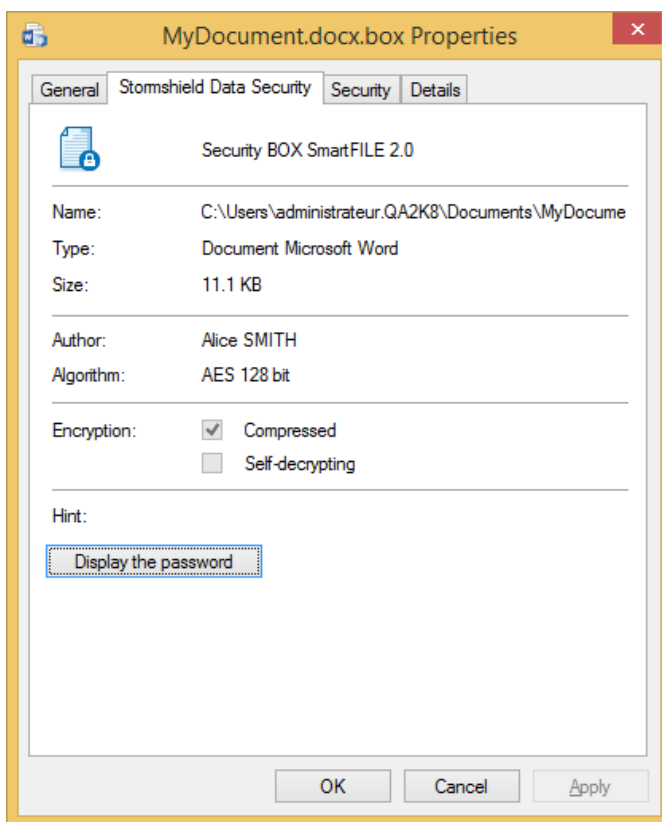 MyDocument.docx.box Properties
General Stormshield Data Security Security Details
Security BOX SmartFILE 2.0
Name: C:\Users\administrateur.QA2K8\Documents\MyDocume
Type: Document Microsoft Word
Size: 11.1 KB
Author: Alice SMITH
Algorithm: AES 128 bit
Encryption: Compressed
Self-decrypting
Hint:
Display the password
OK Cancel Apply